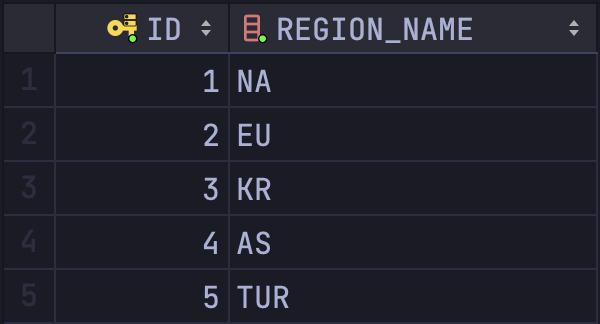 ID REGION_NAME
1 1 NA
2 2 EU
3 3 KR
4 4 AS
5 5 TUR